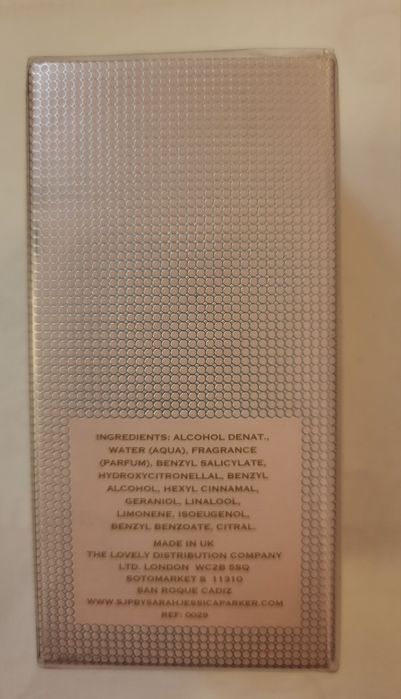 INGREDIENTS: ALCOHOL DENAT.,
WATER (AQUA), FRAGRANCE
(PARFUM), BENZYL SALICYLATE,
HYDROXYCITRONELLAL, BENZYL
ALCOHOL, HEXYL CINNAMAL,
GERANIOL, LINALOOL,
LIMONENE, ISOEUGENOL,
BENZYL BENZOATE, CITRAL.
MADE IN UK
THE LOVELY DISTRIBUTION COMPANY
LTD. LONDON WC2B 5SQ
SOTOMARKET B 11310
SAN ROQUE CADIZ
WWW.SJPBYSARAHJESSICAPARKER.COM
REF: 0029